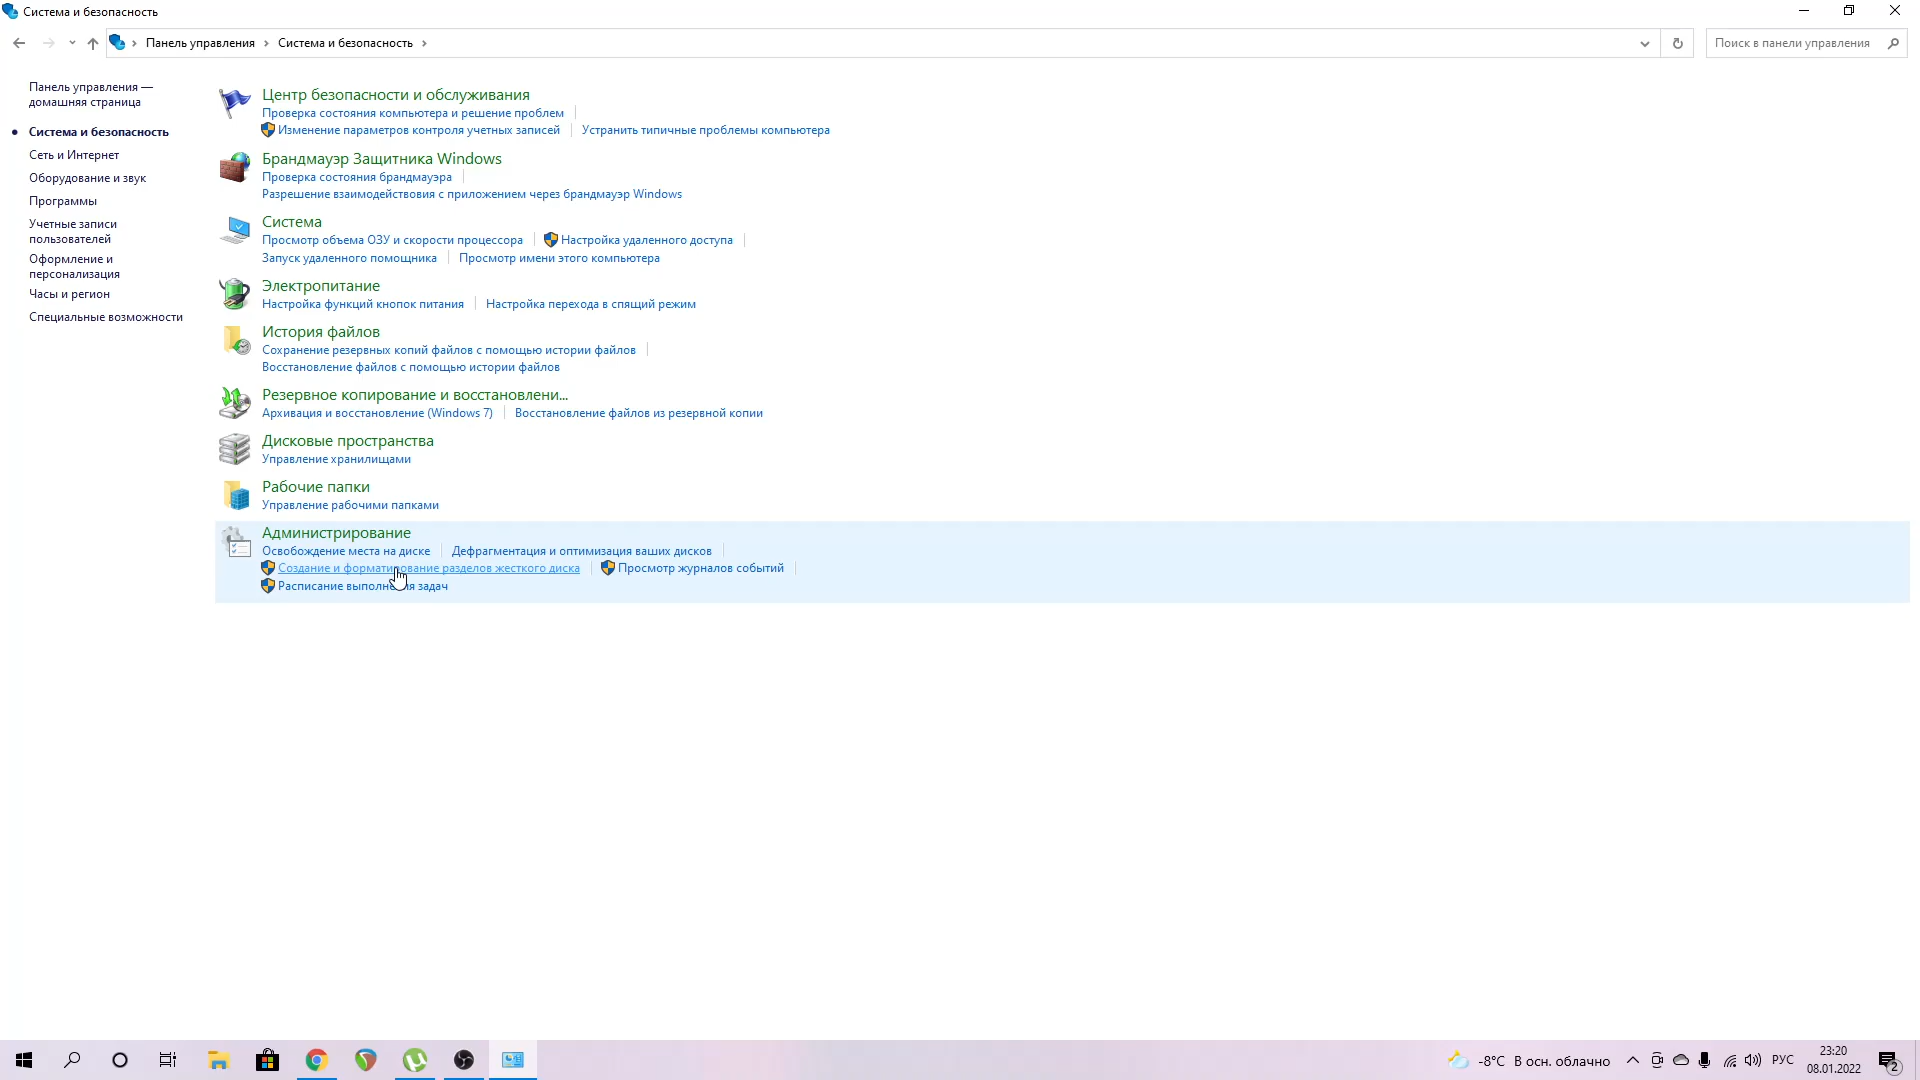 Система и безопасность
Панель управления
Система и безопасность
Поиск в панели управления
Панель управления —
домашняя страница
Система и безопасность
Сеть и Интернет
Оборудование и звук
Программы
Учетные записи
пользователей
Оформление и
персонализация
Часы и регион
Специальные возможности
Центр безопасности и обслуживания
Проверка состояния компьютера и решение проблем
Изменение параметров контроля учетных записей
Устранить типичные проблемы компьютера
Брандмауэр Защитника Windows
Проверка состояния брандмауэра
Разрешение взаимодействовия с приложением через брандмауэр Windows
Система
Просмотр объема ОЗУ и скорости процессора
Настройка удаленного доступа
Запуск удаленного помощника
Просмотр имени этого компьютера
Электропитание
Настройка функций кнопок питания
Настройка перехода в спящий режим
История файлов
Сохранение резервных копий файлов с помощью истории файлов
Восстановление файлов с помощью истории файлов
Резервное копирование и восстановлени...
Архивация и восстановление (Windows 7)
Восстановление файлов из резервной копии
Дисковые пространства
Управление хранилищами
Рабочие папки
Управление рабочими папками
Администрирование
Освобождение места на диске
Дефрагментация и оптимизация ваших дисков
Создание и форматирование разделов жесткого диска
Просмотр журналов событий
Расписание выполнения задач
-8°C В осн. облачно
РУС
23:20
08.01.2022
2